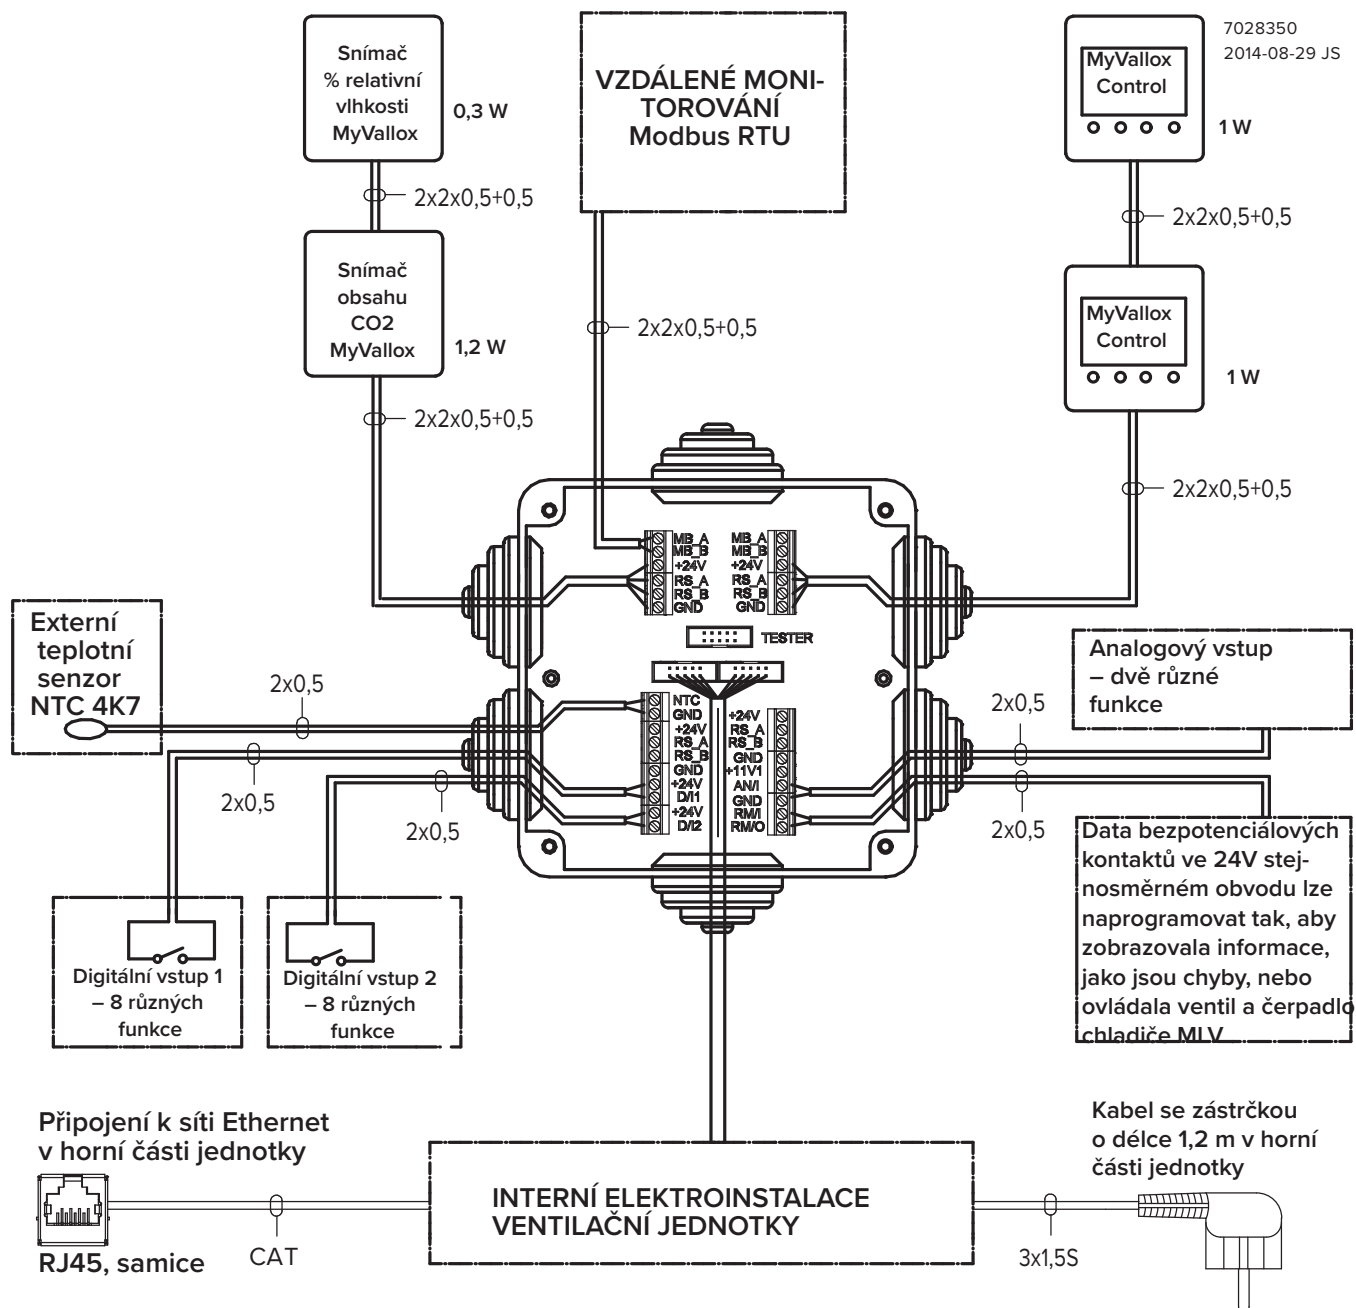 7028350
2014-08-29 JS
Snímač
% relativní
vlhkosti
MyVallox
0,3 W
VZDÁLENÉ MONI-
TOROVÁNÍ
Modbus RTU
MyVallox
Control
1 W
2x2x0,5+0,5
2x2x0,5+0,5
Snímač
obsahu
CO2
MyVallox
1,2 W
2x2x0,5+0,5
MyVallox
Control
1 W
2x2x0,5+0,5
2x2x0,5+0,5
MB_A
MB_B
+24V
RS_A
RS_B
GND
MB_A
MB_B
+24V
RS_A
RS_B
GND
TESTER
Externí
teplotní
senzor
NTC 4K7
2x0,5
2x0,5
2x0,5
NTC
GND
+24V
RS_A
RS_B
GND
+24V
D/I1
+24V
D/I2
+24V
RS_A
RS_B
GND
+11V1
AN/I
GND
RM/I
RM/O
2x0,5
2x0,5
Analogový vstup
– dvě různé
funkce
Data bezpotenciálových
kontaktů ve 24V stej-
nosměrném obvodu lze
naprogramovat tak, aby
zobrazovala informace,
jako jsou chyby, nebo
ovládala ventil a čerpadlo
chladiče MLV
Digitální vstup 1
– 8 různých
funkce
Digitální vstup 2
– 8 různých
funkce
Připojení k síti Ethernet
v horní části jednotky
RJ45, samice
CAT
INTERNÍ ELEKTROINSTALACE
VENTILAČNÍ JEDNOTKY
3x1,5S
Kabel se zástrčkou
o délce 1,2 m v horní
části jednotky